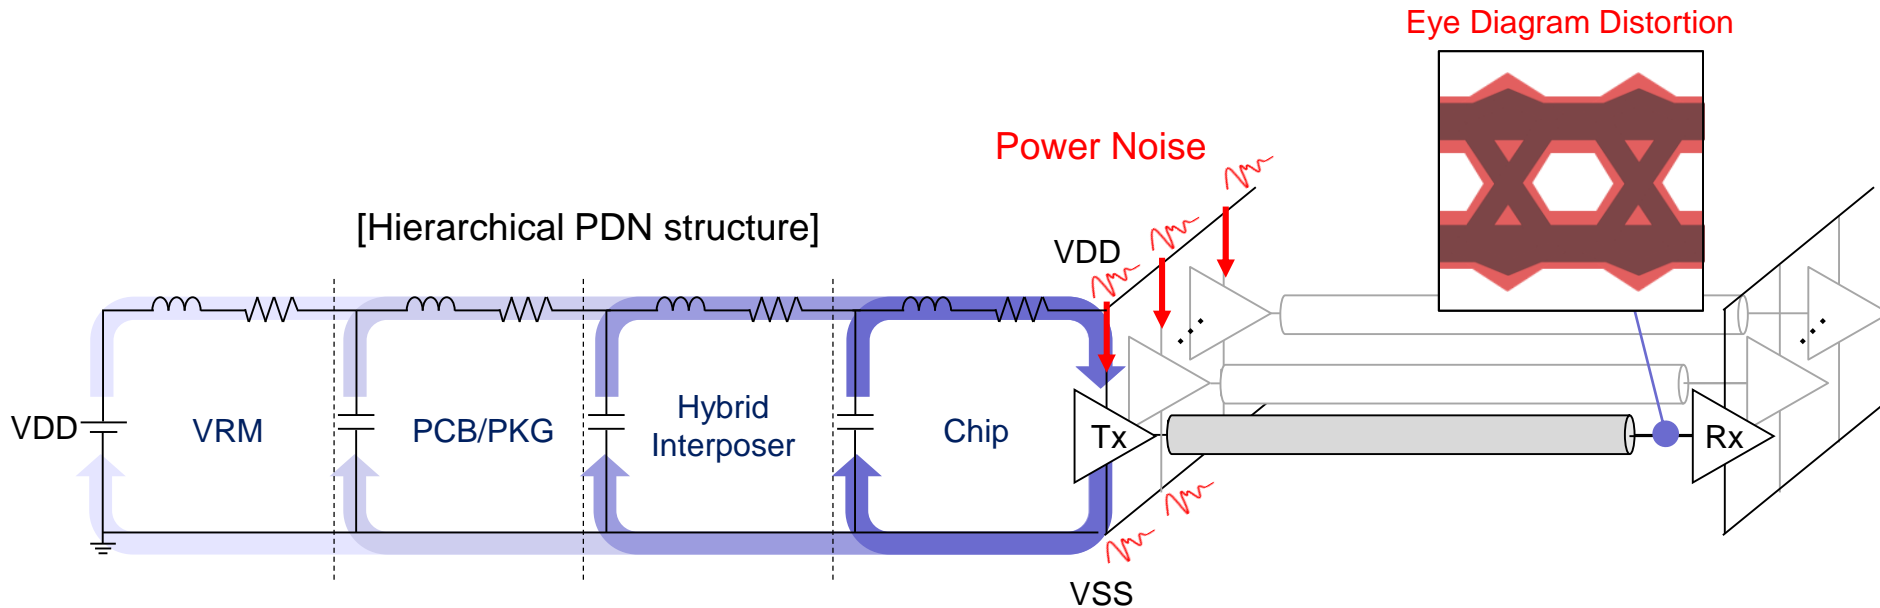 Eye Diagram Distortion
Power Noise
[Hierarchical PDN structure]
VDD
VDD
VRM
PCB/PKG
Hybrid
Interposer
Chip
Tx
Rx
VSS